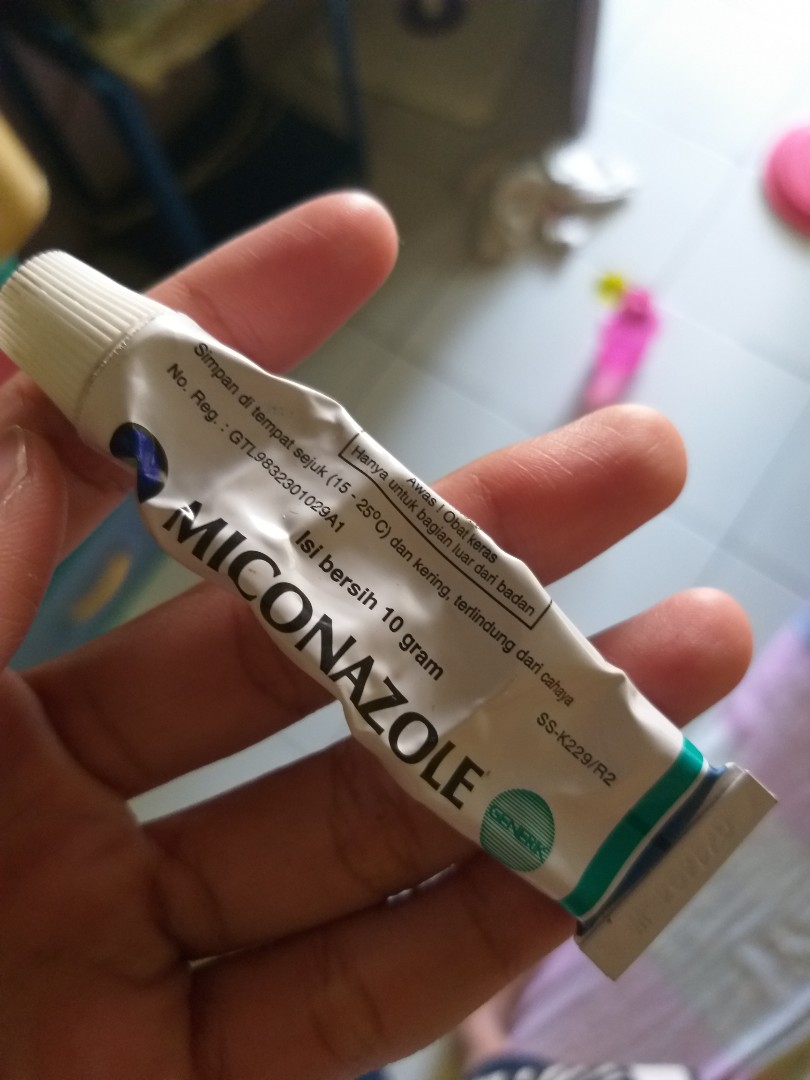 Awas ! Obat keras
Hanya untuk bagian luar dari badan
Simpan di tempat sejuk (15 - 25°C) dan kering, terlindung dari cahaya
No. Reg. : GTL9832301029A1
SS-K229/R2
Isi bersih 10 gram
MICONAZOLE
GENERIK